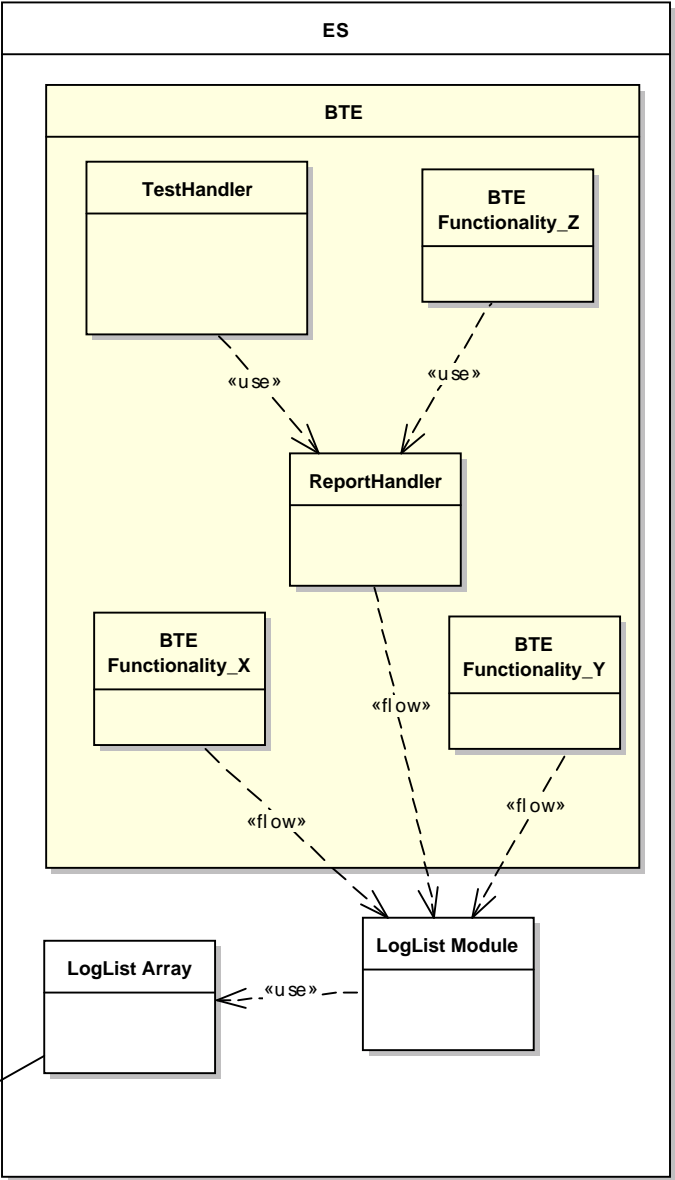 ES
BTE
TestHandler
BTE
Functionality_Z
«use»
«use»
ReportHandler
BTE
Functionality_X
BTE
Functionality_Y
«flow»
«flow»
«flow»
LogList Module
LogList Array
«use»